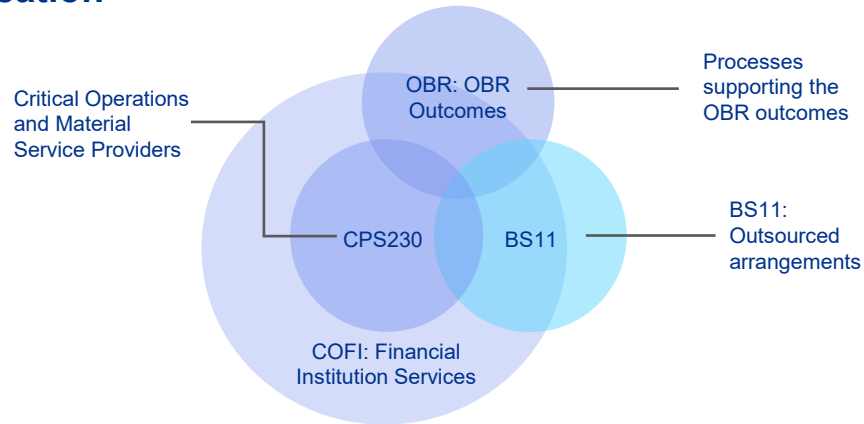 Critical Operations
and Material
Service Providers
OBR: OBR
Outcomes
Processes
supporting the
OBR outcomes
CPS230
BS11
BS11:
Outsourced
arrangements
COFI: Financial
Institution Services